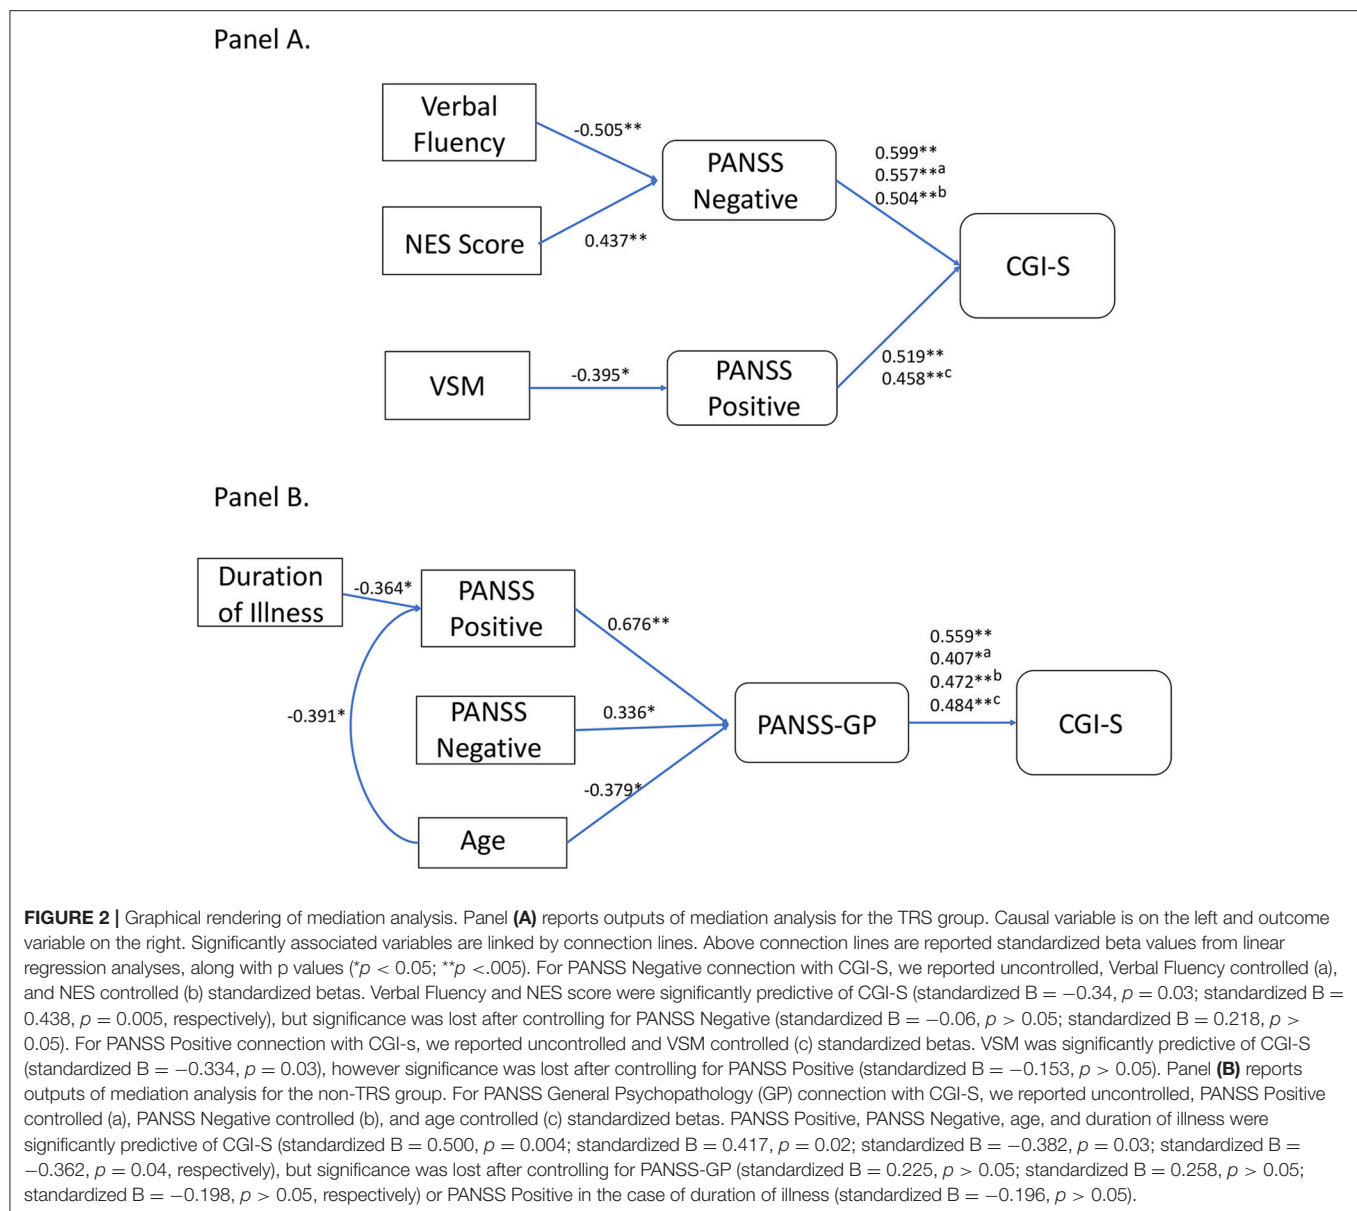 Panel A.
Verbal
Fluency
-0.505**
PANSS
Negative
0.599**
0.557**a
0.504**b
NES Score
0.437**
CGI-S
VSM
-0.395*
PANSS
Positive
0.519**
0.458**c
Panel B.
Duration
of Illness
-0.364*
PANSS
Positive
0.676**
0.559**
0.407*a
0.472**b
0.484**c
-0.391*
PANSS
Negative
0.336*
PANSS-GP
CGI-S
-0.379*
Age
FIGURE 2 | Graphical rendering of mediation analysis. Panel (A) reports outputs of mediation analysis for the TRS group. Causal variable is on the left and outcome
variable on the right. Significantly associated variables are linked by connection lines. Above connection lines are reported standardized beta values from linear
regression analyses, along with p values (*p < 0.05; **p <.005). For PANSS Negative connection with CGI-S, we reported uncontrolled, Verbal Fluency controlled (a),
and NES controlled (b) standardized betas. Verbal Fluency and NES score were significantly predictive of CGI-S (standardized B = −0.34, p = 0.03; standardized B =
0.438, p = 0.005, respectively), but significance was lost after controlling for PANSS Negative (standardized B = −0.06, p > 0.05; standardized B = 0.218, p >
0.05). For PANSS Positive connection with CGI-s, we reported uncontrolled and VSM controlled (c) standardized betas. VSM was significantly predictive of CGI-S
(standardized B = −0.334, p = 0.03), however significance was lost after controlling for PANSS Positive (standardized B = −0.153, p > 0.05). Panel (B) reports
outputs of mediation analysis for the non-TRS group. For PANSS General Psychopathology (GP) connection with CGI-S, we reported uncontrolled, PANSS Positive
controlled (a), PANSS Negative controlled (b), and age controlled (c) standardized betas. PANSS Positive, PANSS Negative, age, and duration of illness were
significantly predictive of CGI-S (standardized B = 0.500, p = 0.004; standardized B = 0.417, p = 0.02; standardized B = −0.382, p = 0.03; standardized B =
−0.362, p = 0.04, respectively), but significance was lost after controlling for PANSS-GP (standardized B = 0.225, p > 0.05; standardized B = 0.258, p > 0.05;
standardized B = −0.198, p > 0.05, respectively) or PANSS Positive in the case of duration of illness (standardized B = −0.196, p > 0.05).